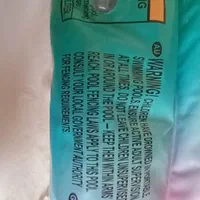 NG
AU WARNING: CHILDREN HAVE DROWNED IN PORTABLE
SWIMMING POOLS. ENSURE ACTIVE ADULT SUPERVISION
AT ALL TIMES. DO NOT LEAVE CHILDREN UNSUPERVISED
IN OR AROUND THE POOL – KEEP THEM WITHIN ARMS
REACH. POOL FENCING LAWS APPLY TO THIS POOL.
CONSULT YOUR LOCAL GOVERNMENT AUTHORITY
FOR FENCING REQUIREMENTS